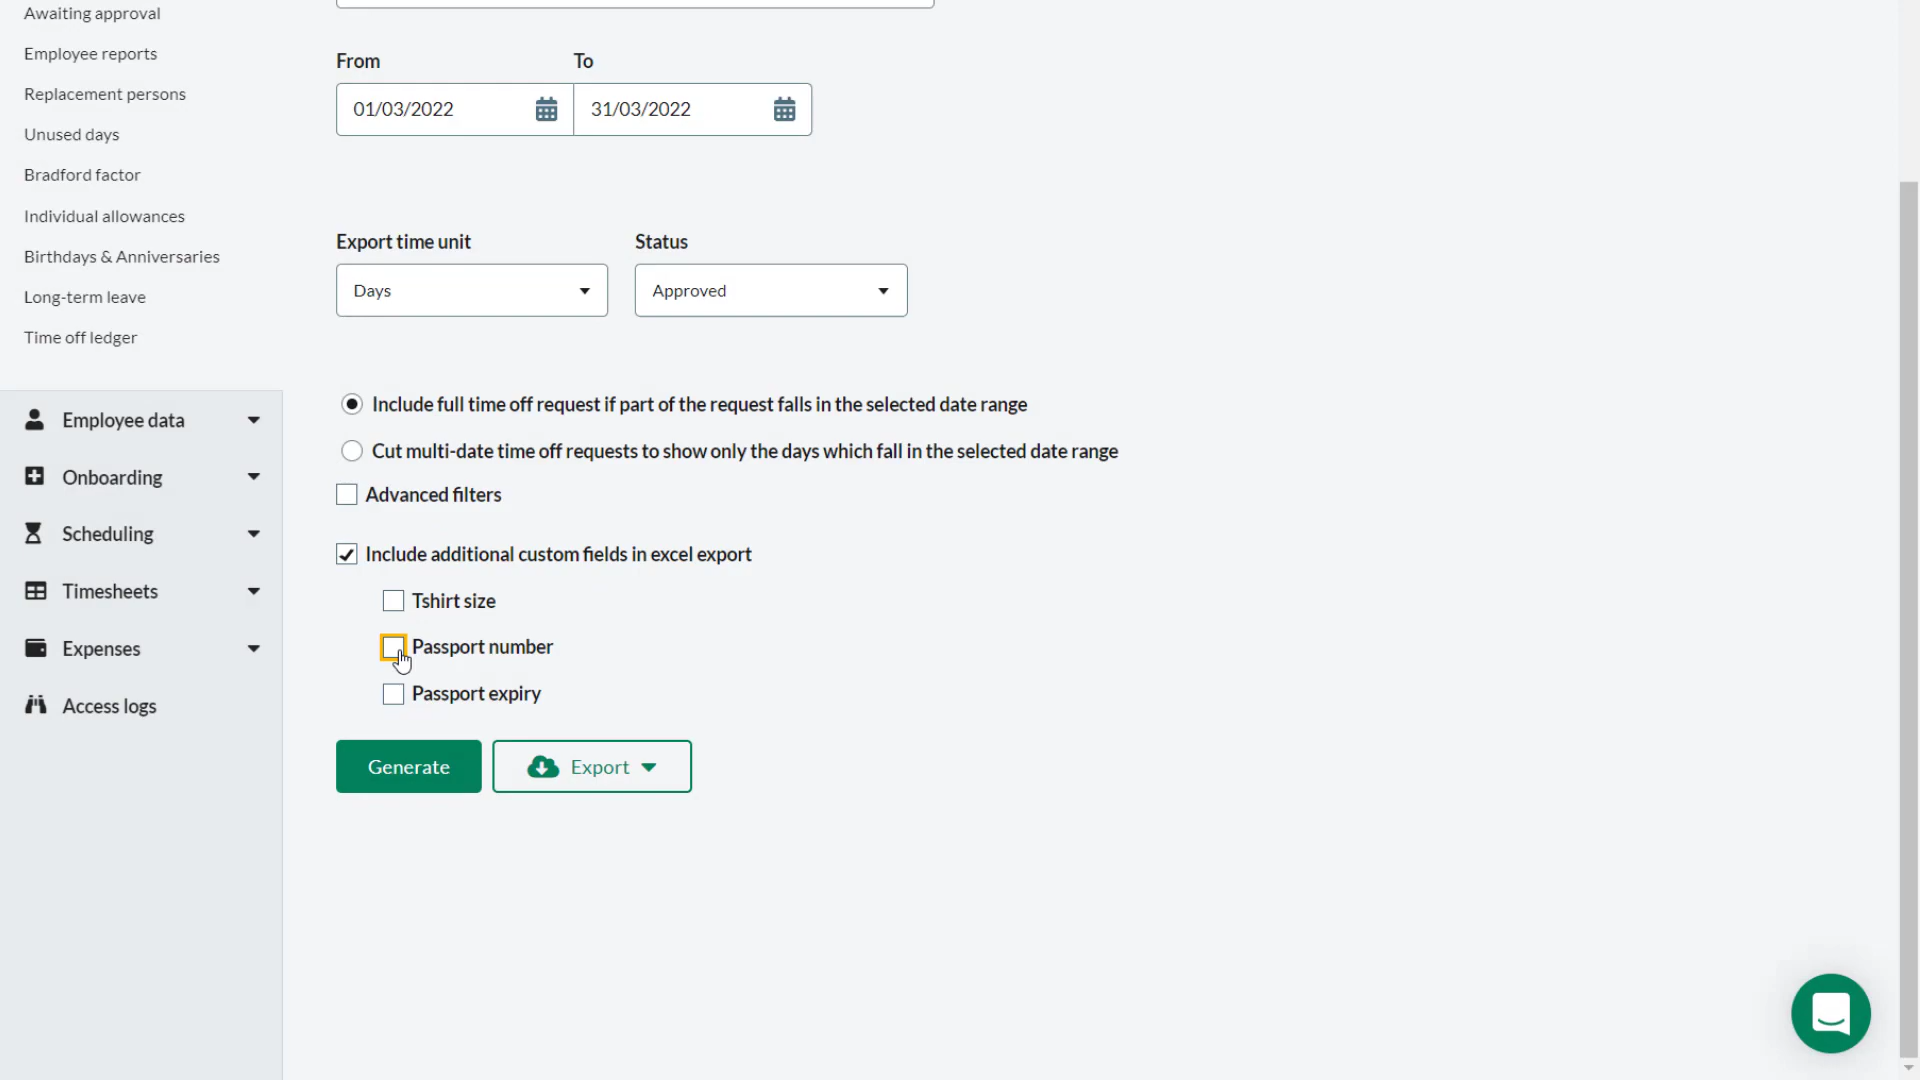 Awaiting approval
Employee reports
Replacement persons
Unused days
Bradford factor
Individual allowances
Birthdays & Anniversaries
Long-term leave
Time off ledger
Employee data
Onboarding
Scheduling
Timesheets
Expenses
Access logs
From To
01/03/2022 31/03/2022
Export time unit Status
Days Approved
Include full time off request if part of the request falls in the selected date range
Cut multi-date time off requests to show only the days which fall in the selected date range
Advanced filters
Include additional custom fields in excel export
Tshirt size
Passport number
Passport expiry
Generate Export